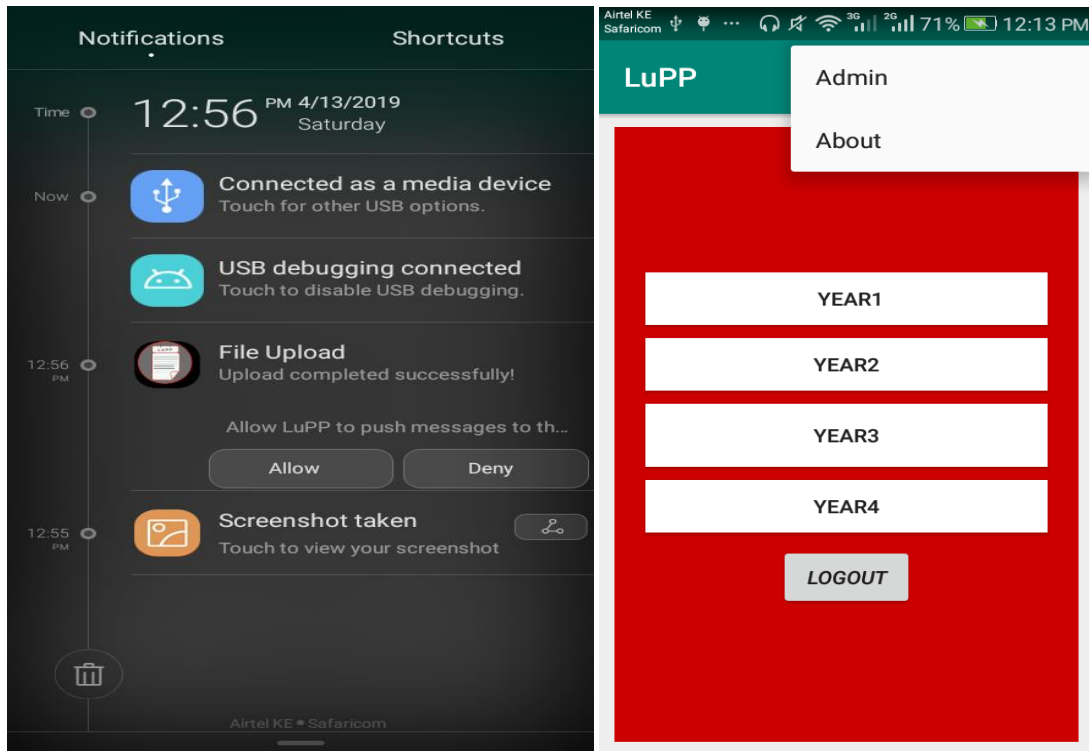 Notifications
Shortcuts
Time
12:56 PM 4/13/2019
Saturday
Now
Connected as a media device
Touch for other USB options.
USB debugging connected
Touch to disable USB debugging.
12:56
PM
File Upload
Upload completed successfully!
Allow LuPP to push messages to th...
Allow
Deny
12:55
PM
Screenshot taken
Touch to view your screenshot
Airtel KE • Safaricom
Airtel KE
Safaricom
3G
2G
71%
12:13 PM
LuPP
Admin
About
YEAR1
YEAR2
YEAR3
YEAR4
LOGOUT